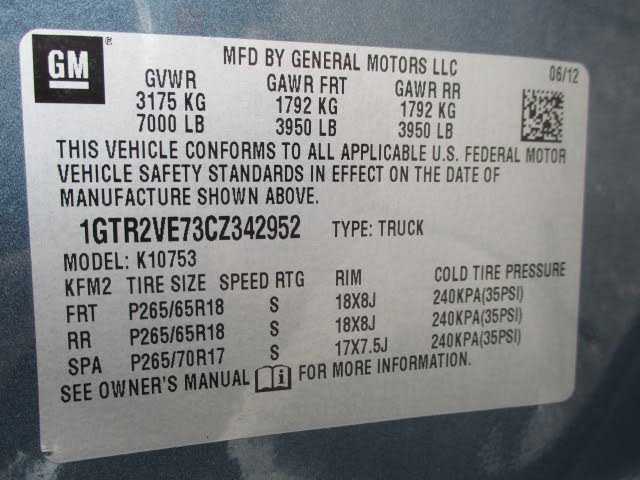 GM ®
MFD BY GENERAL MOTORS LLC
06/12
GVWR GAWR FRT GAWR RR
3175 KG 1792 KG 1792 KG
7000 LB 3950 LB 3950 LB
THIS VEHICLE CONFORMS TO ALL APPLICABLE U.S. FEDERAL MOTOR
VEHICLE SAFETY STANDARDS IN EFFECT ON THE DATE OF
MANUFACTURE SHOWN ABOVE.
1GTR2VE73CZ342952 TYPE: TRUCK
MODEL: K10753
KFM2 TIRE SIZE SPEED RTG RIM COLD TIRE PRESSURE
FRT P265/65R18 S 18X8J 240KPA(35PSI)
RR P265/65R18 S 18X8J 240KPA(35PSI)
SPA P265/70R17 S 17X7.5J 240KPA(35PSI)
SEE OWNER'S MANUAL i FOR MORE INFORMATION.